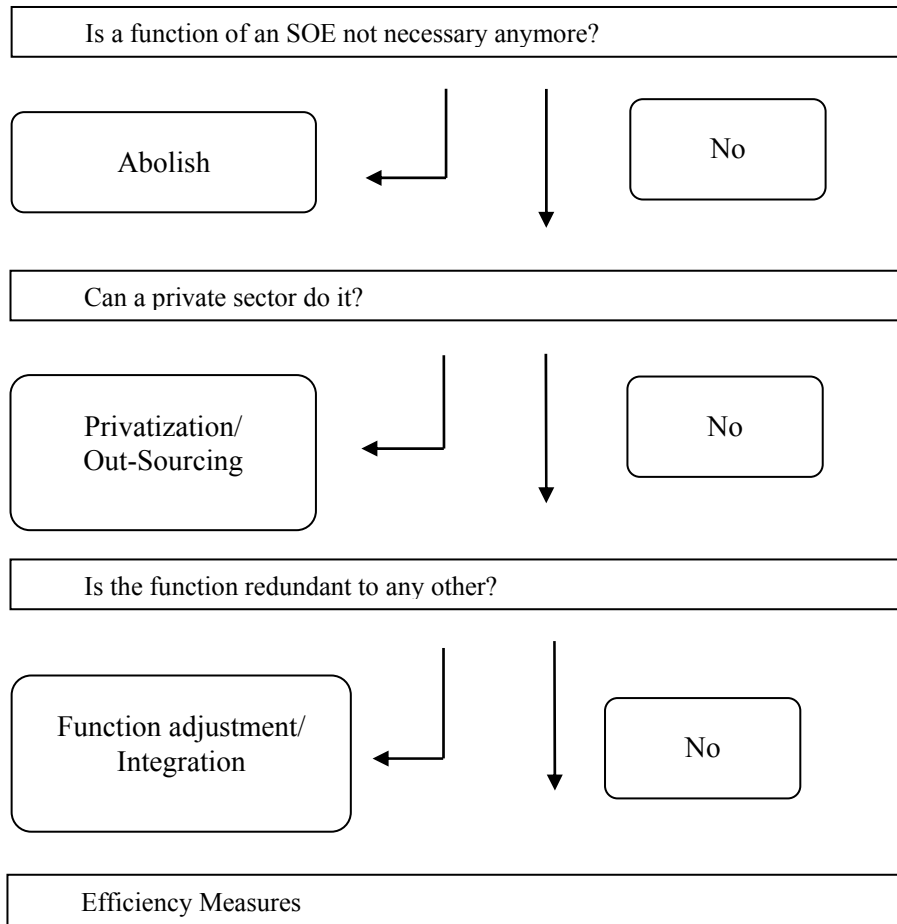 Is a function of an SOE not necessary anymore?
Abolish
No
Can a private sector do it?
Privatization/
Out-Sourcing
No
Is the function redundant to any other?
Function adjustment/
Integration
No
Efficiency Measures